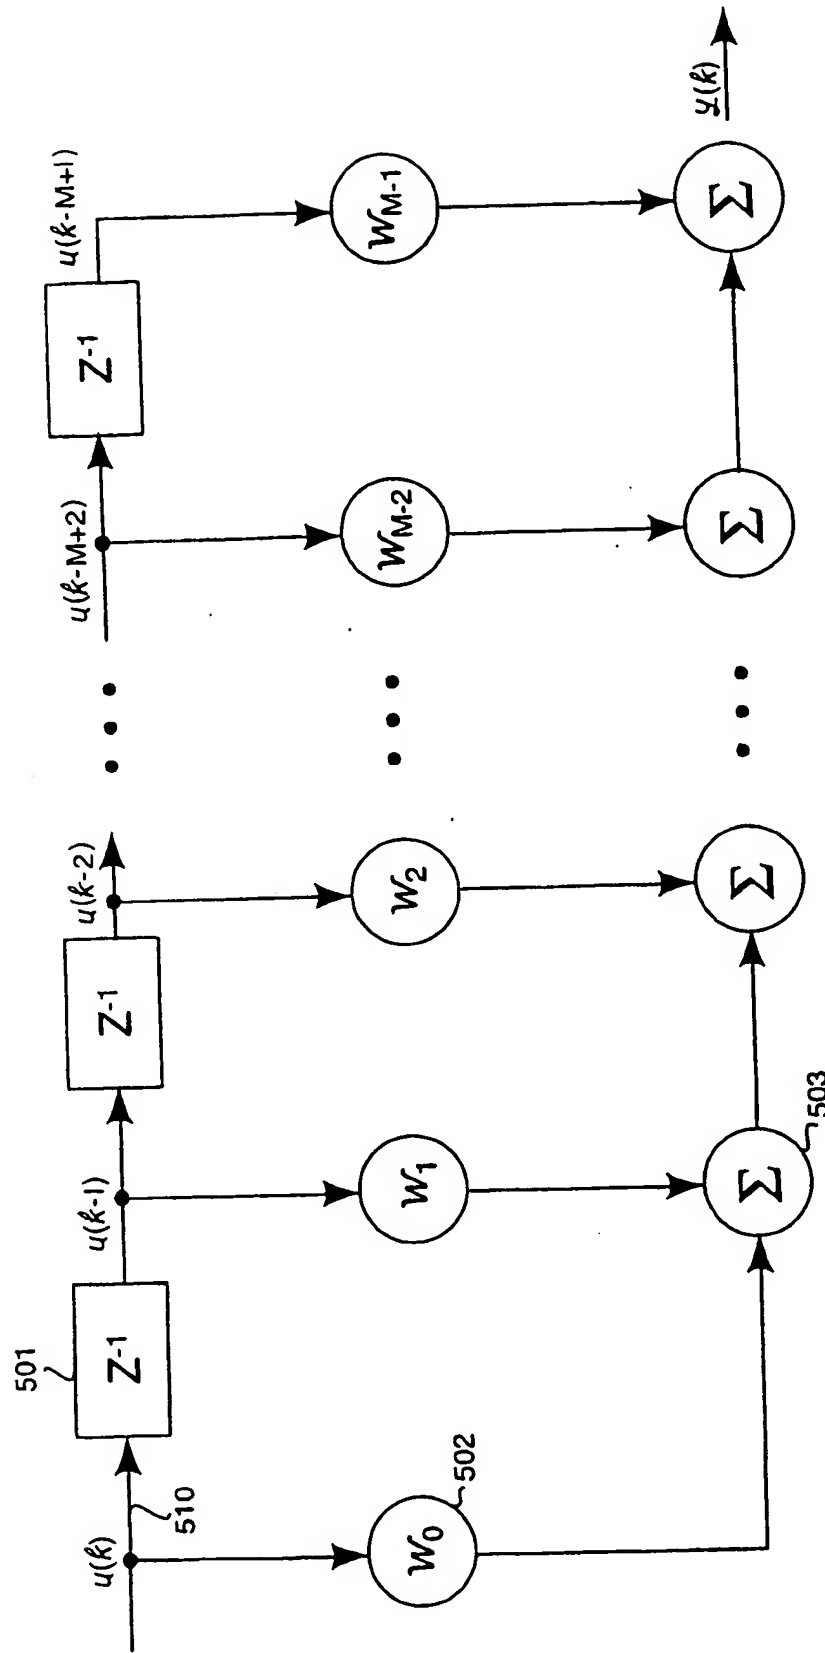 u(k)
u(k-1)
u(k-2)
u(k-M+2)
u(k-M+1)
510
501
Z-1
Z-1
Z-1
W0
502
W1
W2
WM-2
WM-1
Σ
503
Σ
Σ
Σ
y(k)